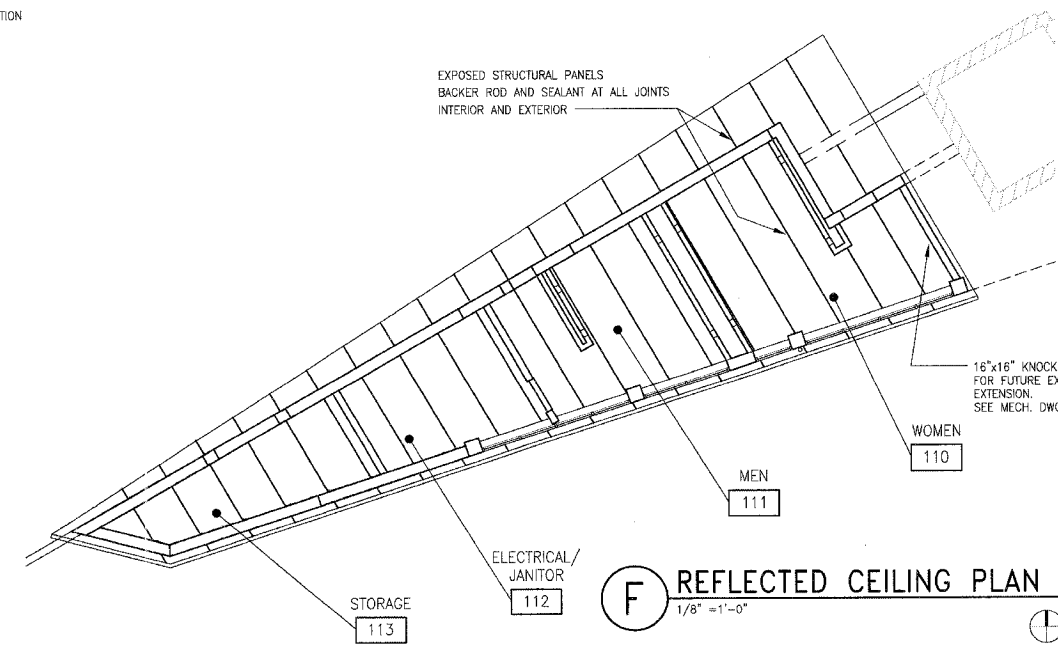 TION
EXPOSED STRUCTURAL PANELS
BACKER ROD AND SEALANT AT ALL JOINTS
INTERIOR AND EXTERIOR
16"x16" KNOCK
FOR FUTURE EX
EXTENSION.
SEE MECH. DWG
WOMEN
110
MEN
111
ELECTRICAL/
JANITOR
112
STORAGE
113
F
REFLECTED CEILING PLAN
1/8" =1'-0"